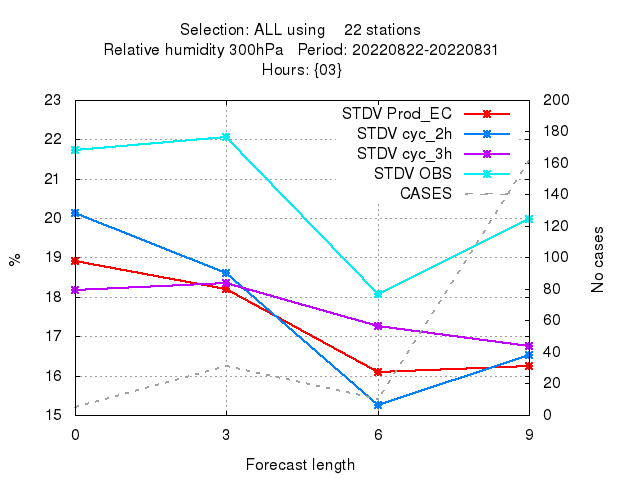 Selection: ALL using 22 stations
Relative humidity 300hPa Period: 20220822-20220831
Hours: {03}
23
22
21
20
19
18
17
16
15
%
200
180
160
140
120
100
80
60
40
20
0
No cases
STDV Prod_EC
STDV cyc_2h
STDV cyc_3h
STDV OBS
CASES
0 3 6 9
Forecast length